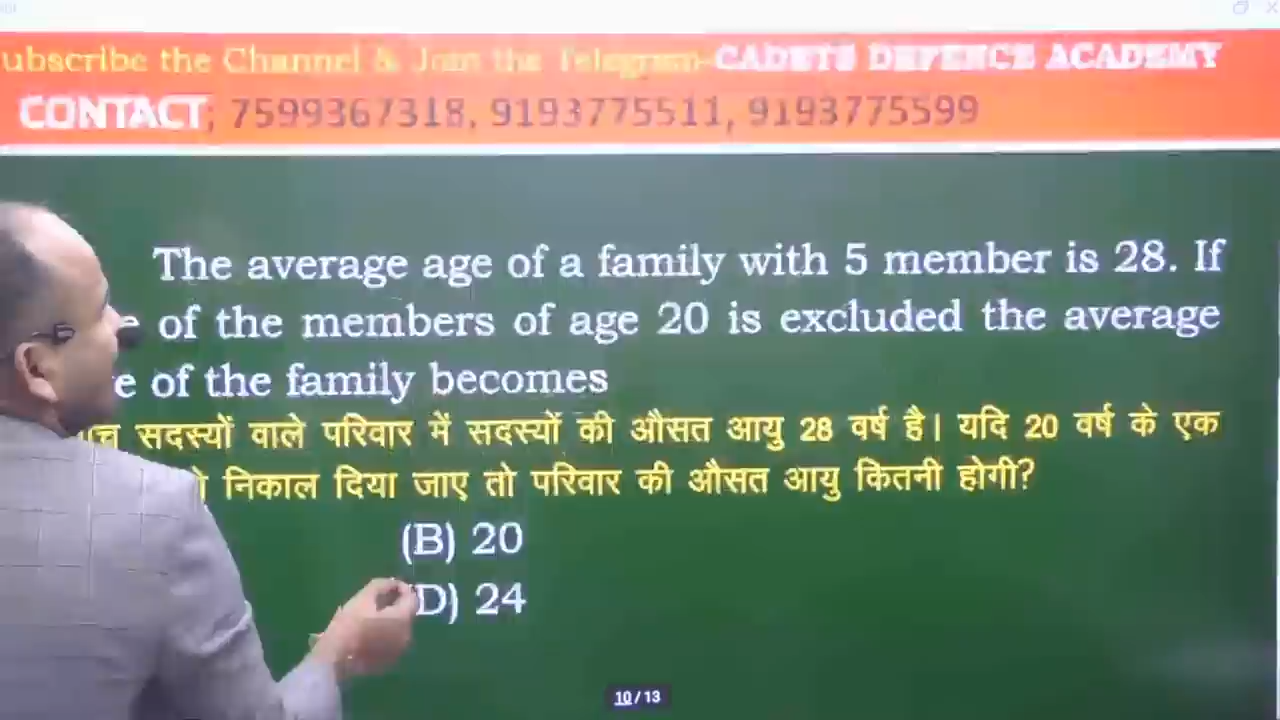 ubscribe the Channel & Join the Telegram-CADETS DEFENCE ACADEMY
CONTACT; 7599367318, 9193775511, 9193775599
The average age of a family with 5 member is 28. If
e of the members of age 20 is excluded the average
e of the family becomes
सदस्यों वाले परिवार में सदस्यों की औसत आयु 28 वर्ष है। यदि 20 वर्ष के एक
निकाल दिया जाए तो परिवार की औसत आयु कितनी होगी?
(B) 20
D) 24
10/13